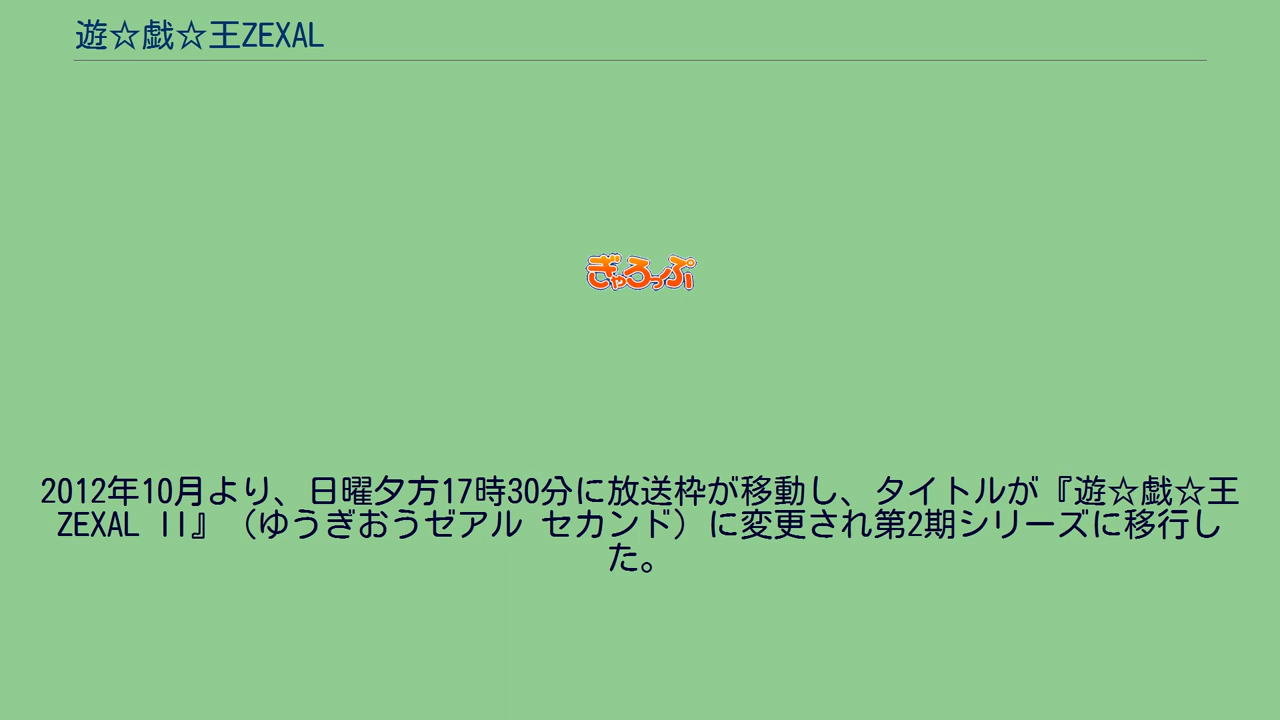 遊☆戯☆王ZEXAL
ぎゃろっぷ
2012年10月より、日曜夕方17時30分に放送枠が移動し、タイトルが『遊☆戯☆王
ZEXAL II』（ゆうぎおうゼアル セカンド）に変更され第2期シリーズに移行し
た。